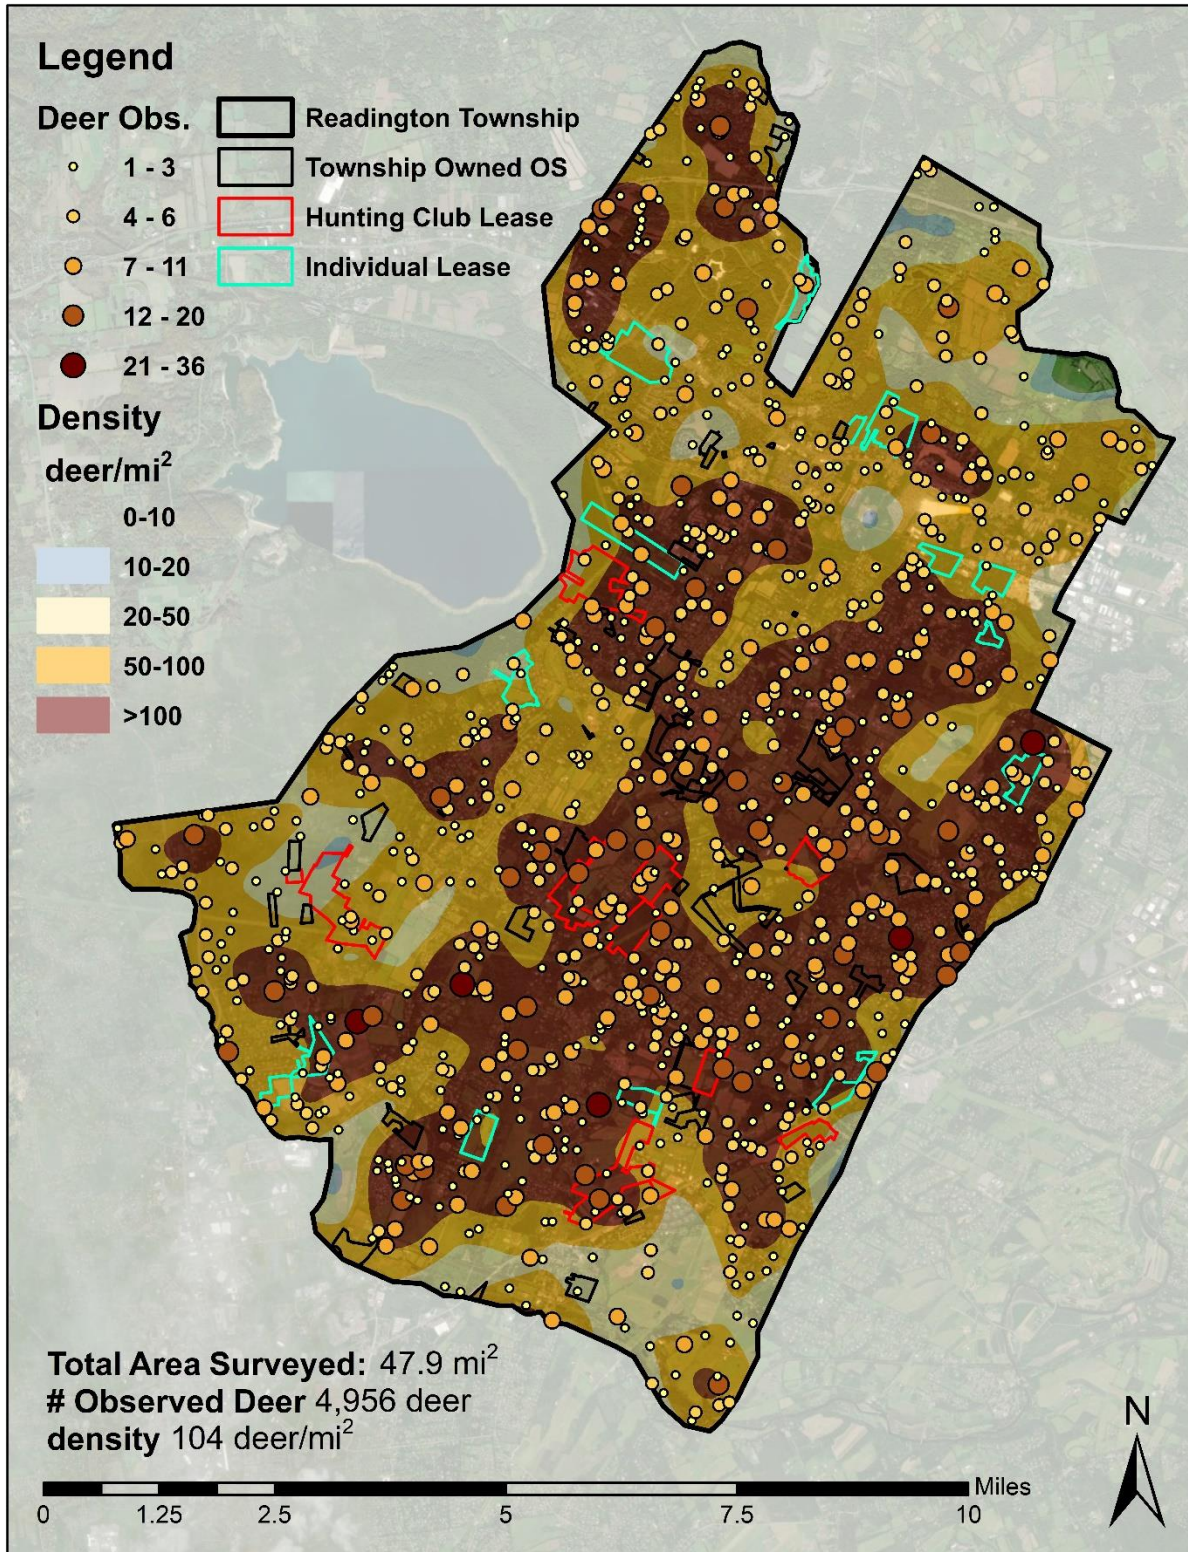 Legend
Deer Obs.
1 - 3
4 - 6
7 - 11
12 - 20
21 - 36
Readington Township
Township Owned OS
Hunting Club Lease
Individual Lease
Density
deer/mi²
0-10
10-20
20-50
50-100
>100
Total Area Surveyed: 47.9 mi²
# Observed Deer 4,956 deer
density 104 deer/mi²
N
Miles
0 1.25 2.5 5 7.5 10